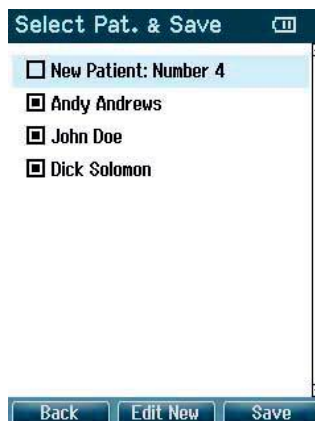 Select Pat. & Save
New Patient: Number 4
Andy Andrews
John Doe
Dick Solomon
Back Edit New Save